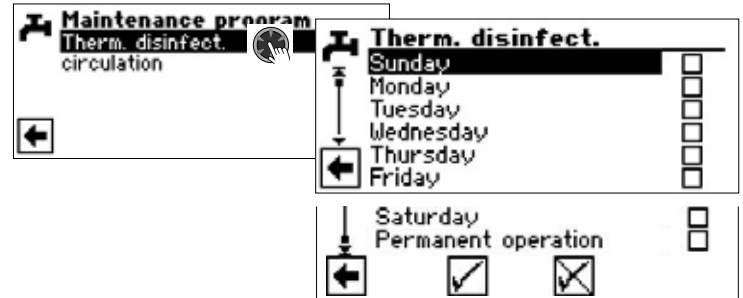 Maintenance program
Therm. disinfect.
circulation
Therm. disinfect.
Sunday
Monday
Tuesday
Wednesday
Thursday
Friday
Saturday
Permanent operation